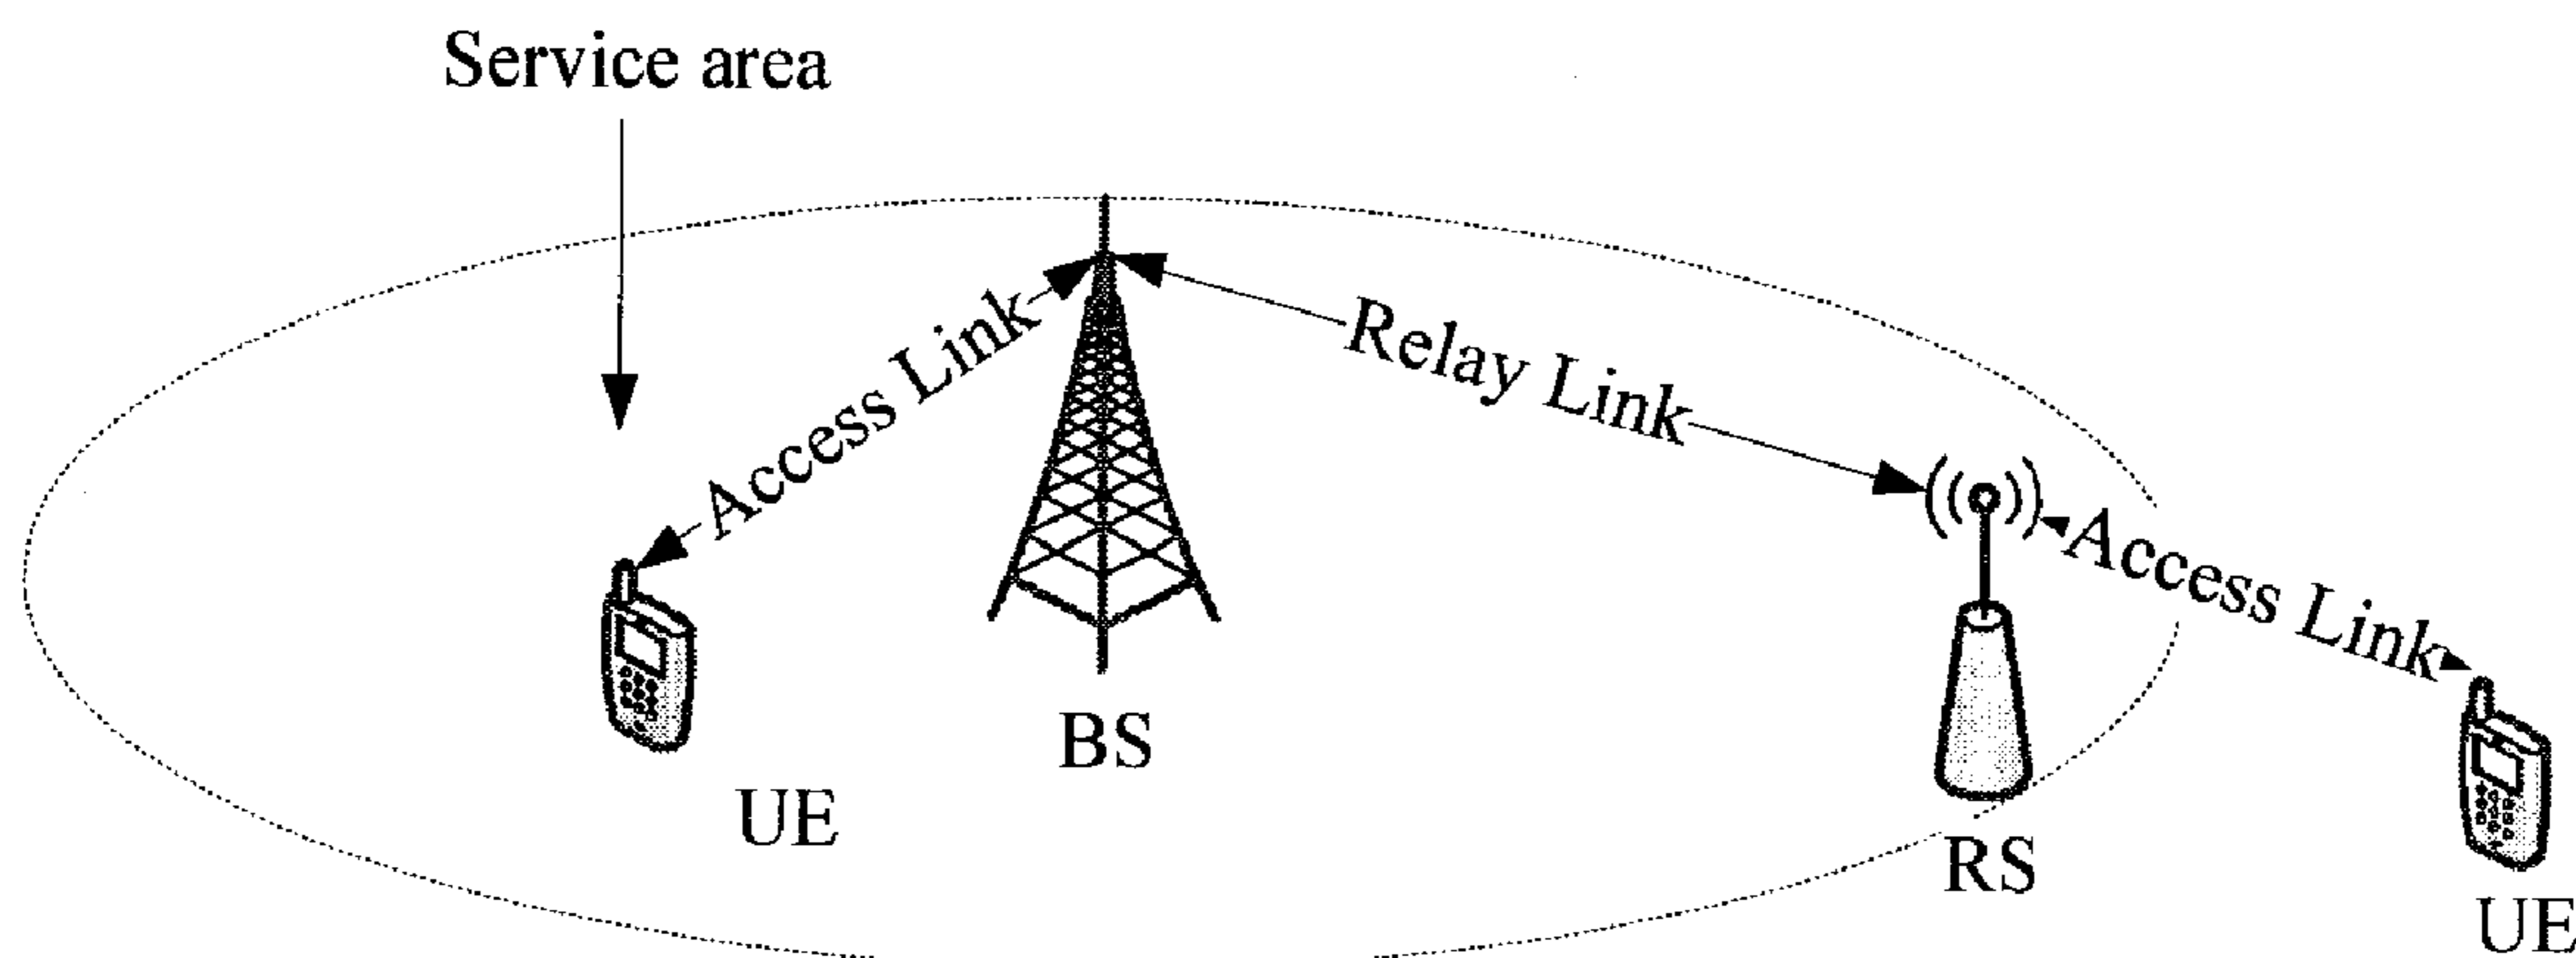 Service area
Access Link
Relay Link
Access Link
BS
UE
RS
UE